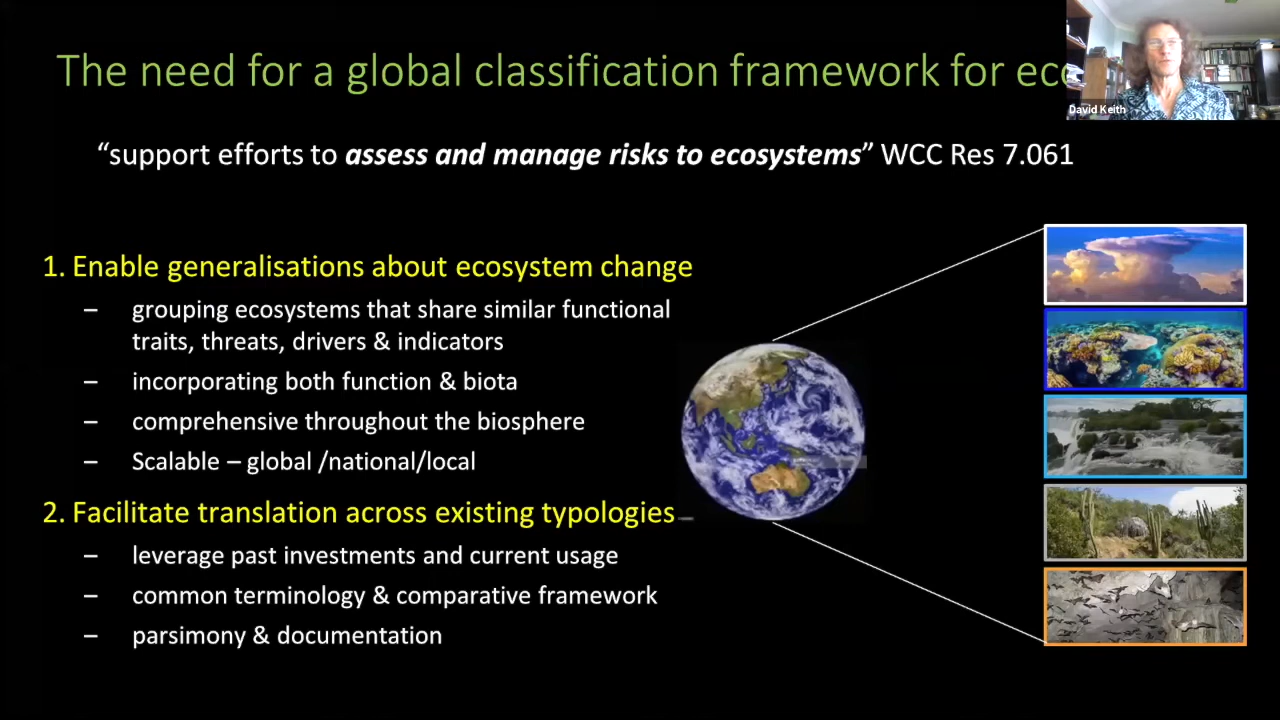 The need for a global classification framework for eco
David Keith
“support efforts to assess and manage risks to ecosystems” WCC Res 7.061
1. Enable generalisations about ecosystem change
– grouping ecosystems that share similar functional
traits, threats, drivers & indicators
– incorporating both function & biota
– comprehensive throughout the biosphere
– Scalable – global /national/local
2. Facilitate translation across existing typologies
– leverage past investments and current usage
– common terminology & comparative framework
– parsimony & documentation